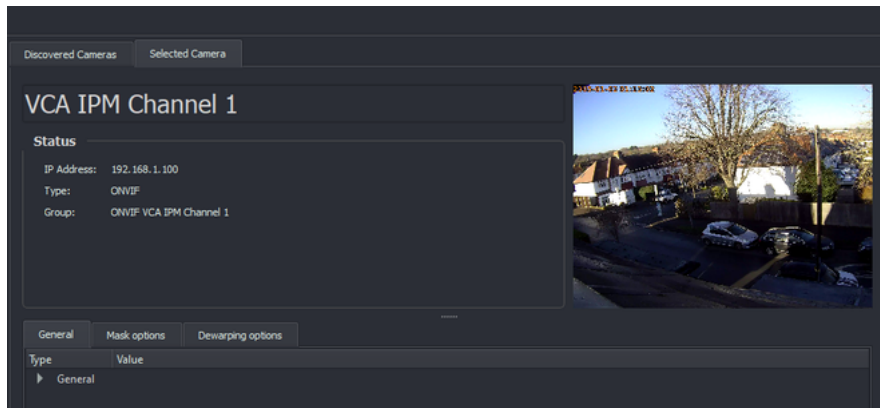 Discovered Cameras
Selected Camera
VCA IPM Channel 1
Status
IP Address: 192.168.1.100
Type: ONVIF
Group: ONVIF VCA IPM Channel 1
General
Mask options
Dewarping options
Type Value
General